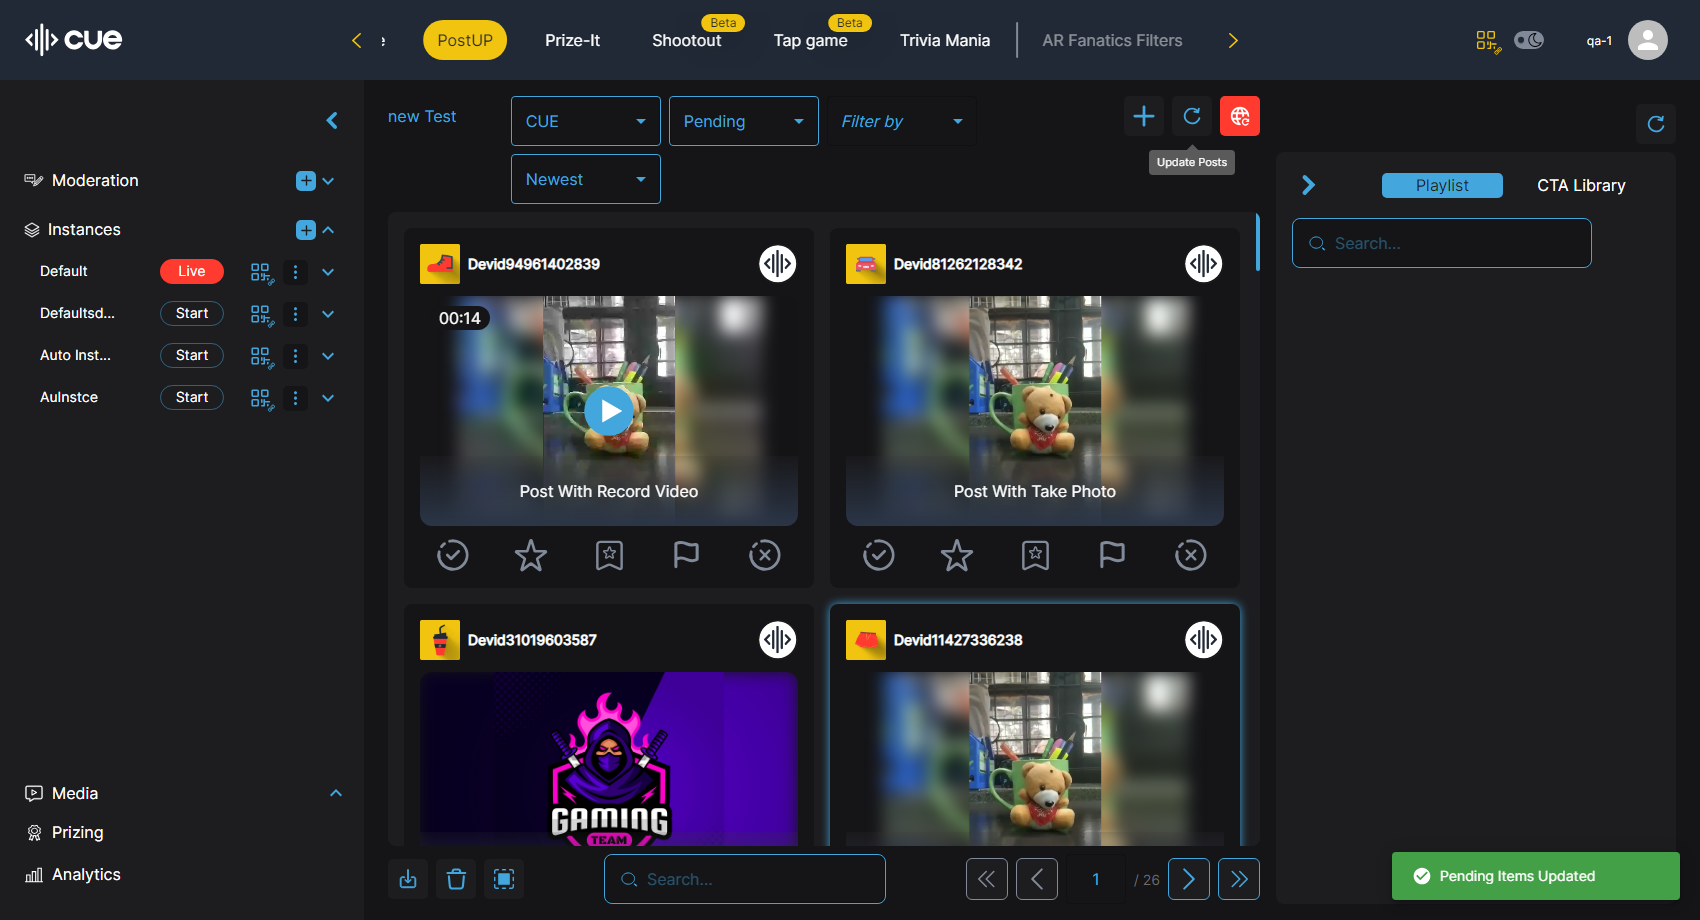 cue
PostUP
Prize-It
Beta
Shootout
Beta
Tap game
Trivia Mania
AR Fanatics Filters
qa-1
Moderation
Instances
Default
Live
Defaultsd...
Start
Auto Inst...
Start
AuInstce
Start
Media
Prizing
Analytics
new Test
CUE
Pending
Filter by
Newest
Update Posts
Devid94961402839
00:14
Post With Record Video
Devid81262128342
Post With Take Photo
Devid31019603587
GAMING
TEAM
Devid11427336238
Search...
1
/ 26
Playlist
CTA Library
Search...
Pending Items Updated